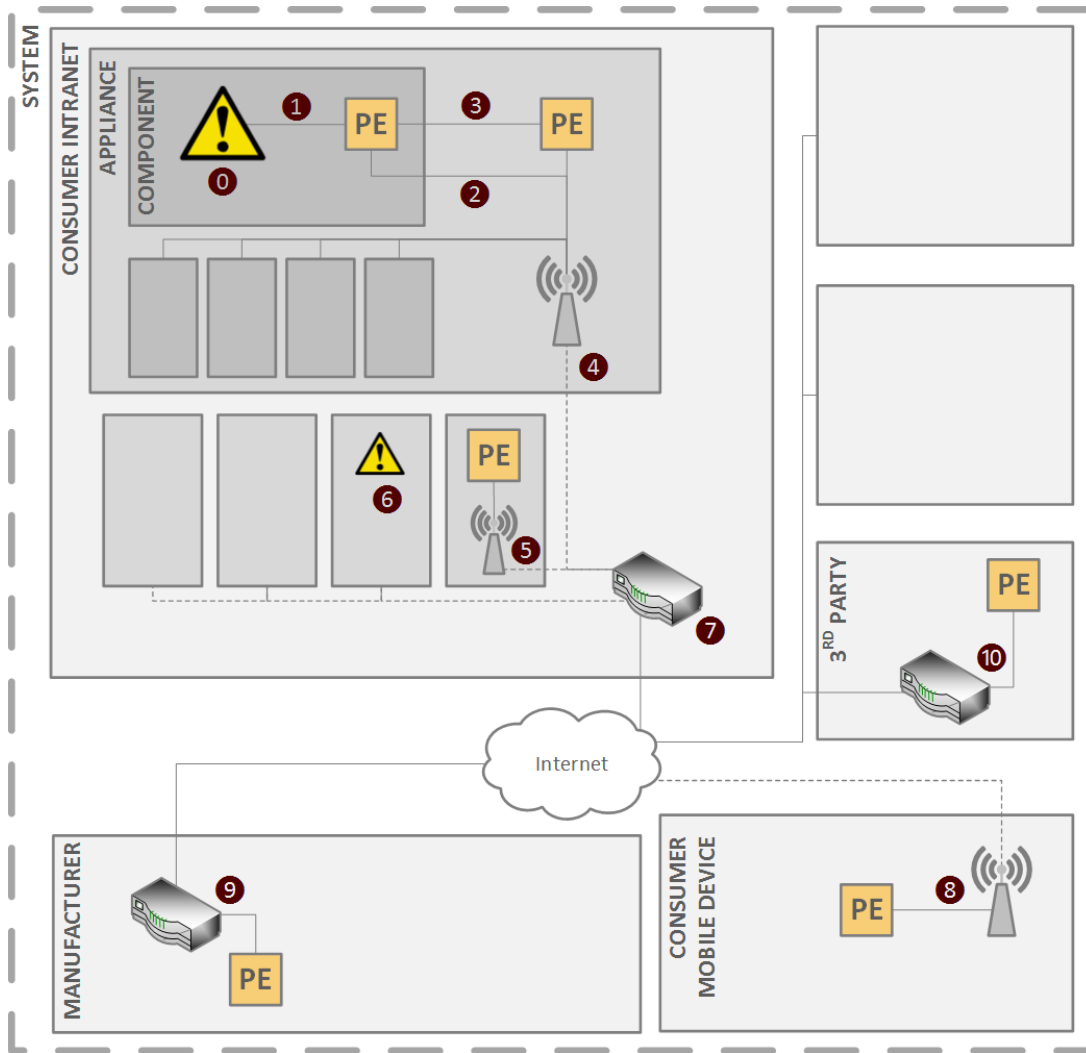 SYSTEM
CONSUMER INTRANET
APPLIANCE
COMPONENT
0
1
PE
3
PE
2
4
6
PE
5
7
3RD PARTY
PE
10
Internet
MANUFACTURER
9
PE
CONSUMER
MOBILE DEVICE
PE
8